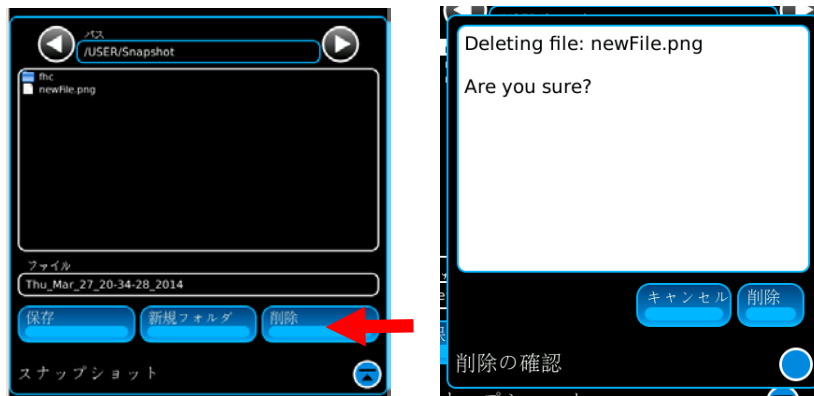 パス
/USER/Snapshot
fhc
newFile.png
ファイル
Thu_Mar_27_20-34-28_2014
保存
新規フォルダ
削除
スナップショット
Deleting file: newFile.png
Are you sure?
キャンセル
削除
削除の確認